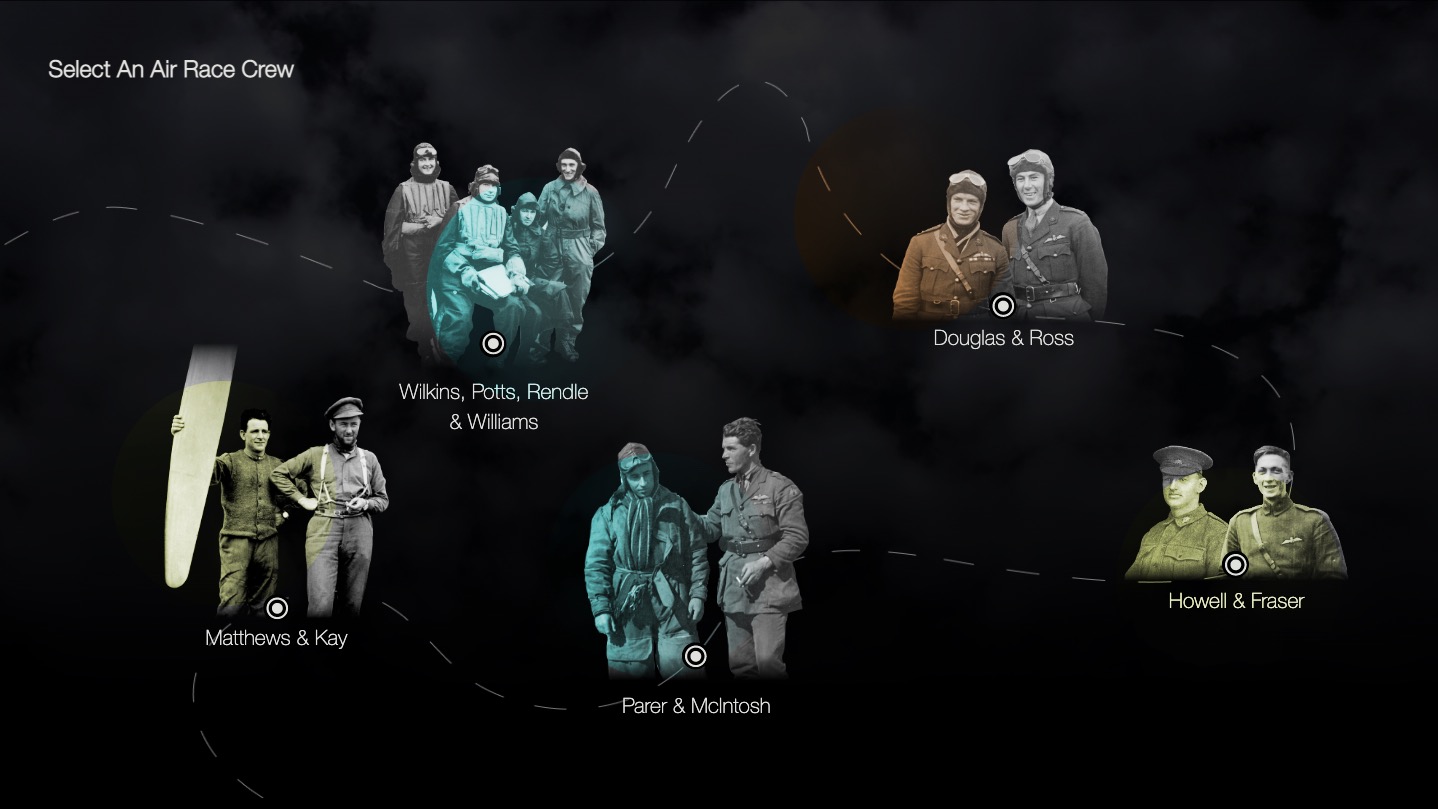 Select An Air Race Crew
Douglas & Ross
Wilkins, Potts, Rendle
& Williams
Howell & Fraser
Matthews & Kay
Parer & McIntosh